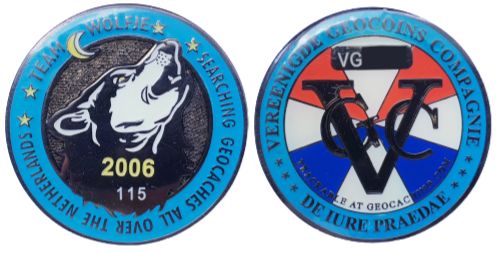 TEAM WOLFJE
SEARCHING GEOCACHES ALL OVER THE NETHERLANDS
2006
115
VEREENIGDE GEOCOINS COMPAGNIE
VG
VGCC
TRACKABLE AT GEOCACHING.COM
DE IURE PRAEDAE